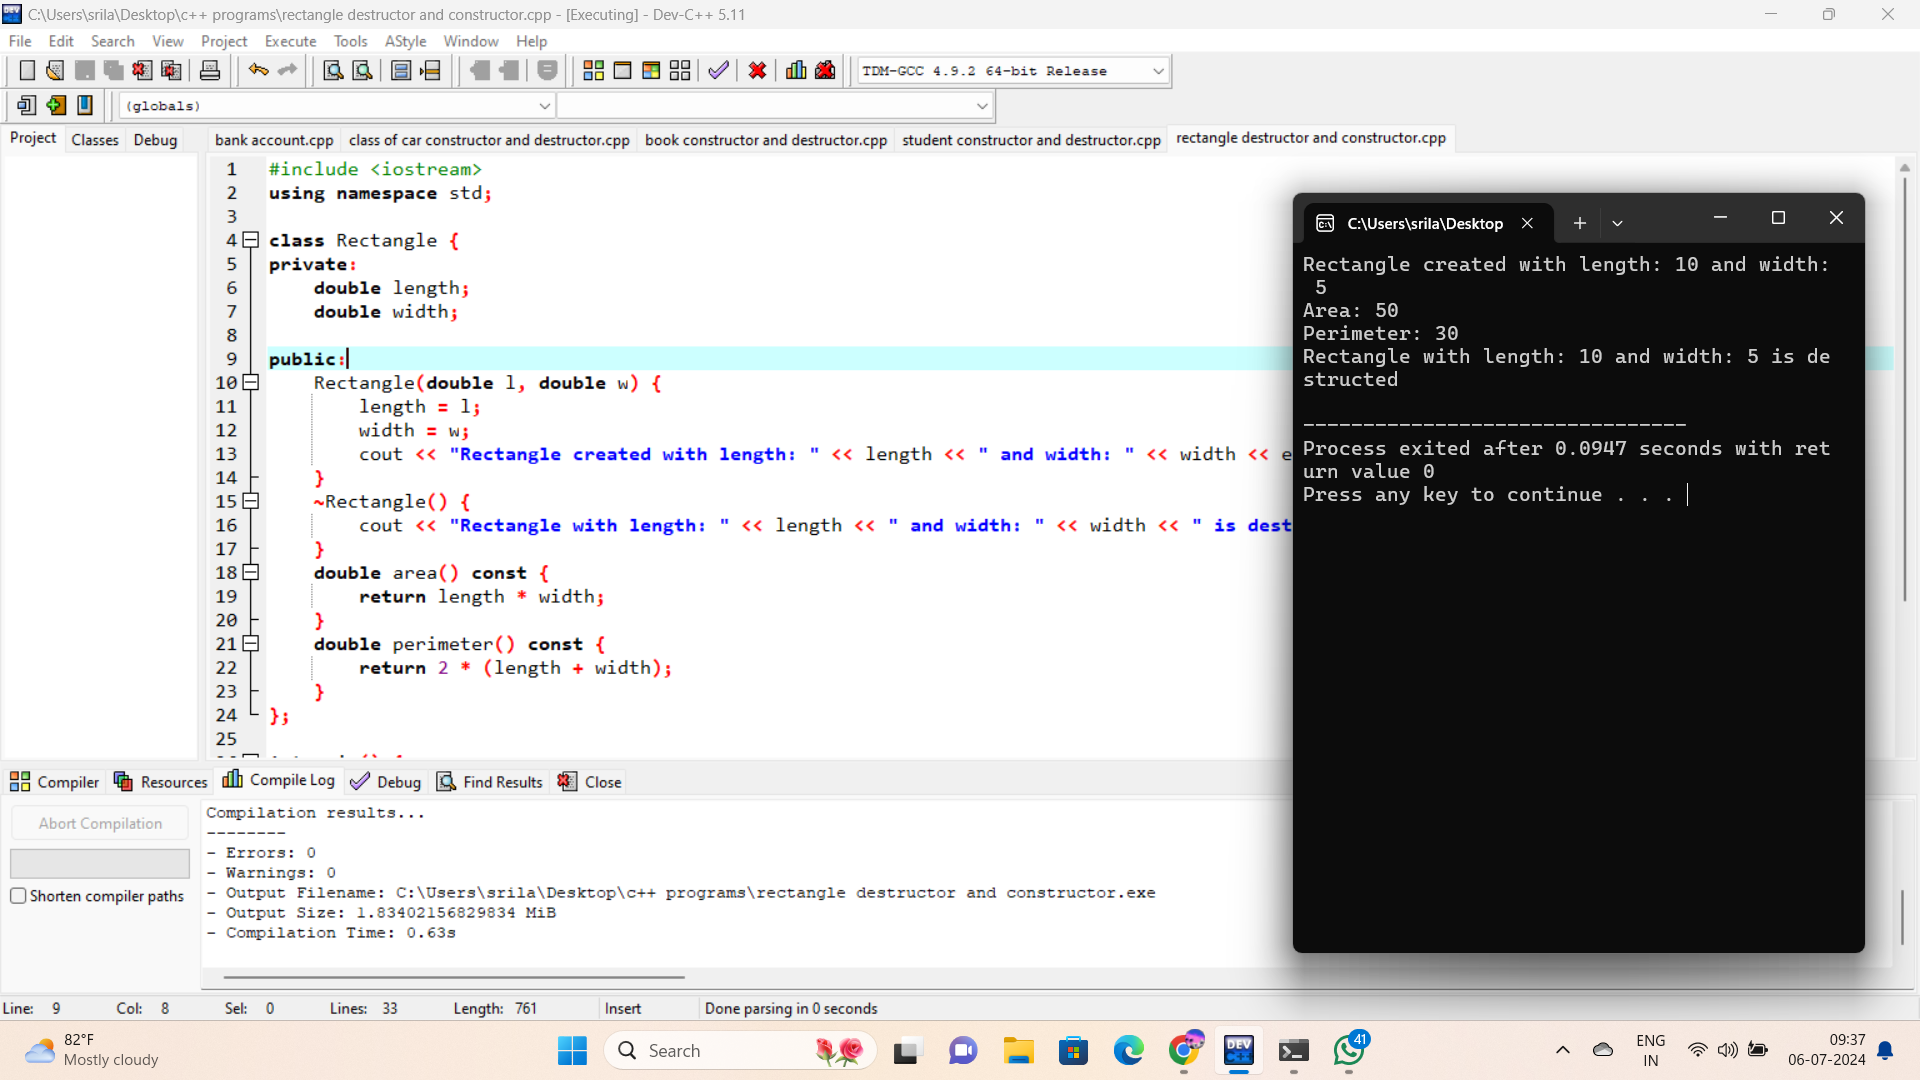 C:\Users\srila\Desktop\c++ programs\rectangle destructor and constructor.cpp - [Executing] - Dev-C++ 5.11
File Edit Search View Project Execute Tools AStyle Window Help
TDM-GCC 4.9.2 64-bit Release
(globals)
Project Classes Debug
bank account.cpp class of car constructor and destructor.cpp book constructor and destructor.cpp student constructor and destructor.cpp rectangle destructor and constructor.cpp
1 #include <iostream>
2 using namespace std;
3
4 class Rectangle {
5 private:
6 double length;
7 double width;
8
9 public:
10 Rectangle(double l, double w) {
11 length = l;
12 width = w;
13 cout << "Rectangle created with length: " << length << " and width: " << width << e
14 }
15 ~Rectangle() {
16 cout << "Rectangle with length: " << length << " and width: " << width << " is dest
17 }
18 double area() const {
19 return length * width;
20 }
21 double perimeter() const {
22 return 2 * (length + width);
23 }
24 };
25
C:\Users\srila\Desktop
Rectangle created with length: 10 and width:
5
Area: 50
Perimeter: 30
Rectangle with length: 10 and width: 5 is de
structed
--------------------------------
Process exited after 0.0947 seconds with ret
urn value 0
Press any key to continue . . .
Compiler Resources Compile Log Debug Find Results Close
Abort Compilation
Shorten compiler paths
Compilation results...
--------
- Errors: 0
- Warnings: 0
- Output Filename: C:\Users\srila\Desktop\c++ programs\rectangle destructor and constructor.exe
- Output Size: 1.83402156829834 MiB
- Compilation Time: 0.63s
Line: 9 Col: 8 Sel: 0 Lines: 33 Length: 761 Insert Done parsing in 0 seconds
82°F
Mostly cloudy
Search
DEV
41
ENG
IN
09:37
06-07-2024